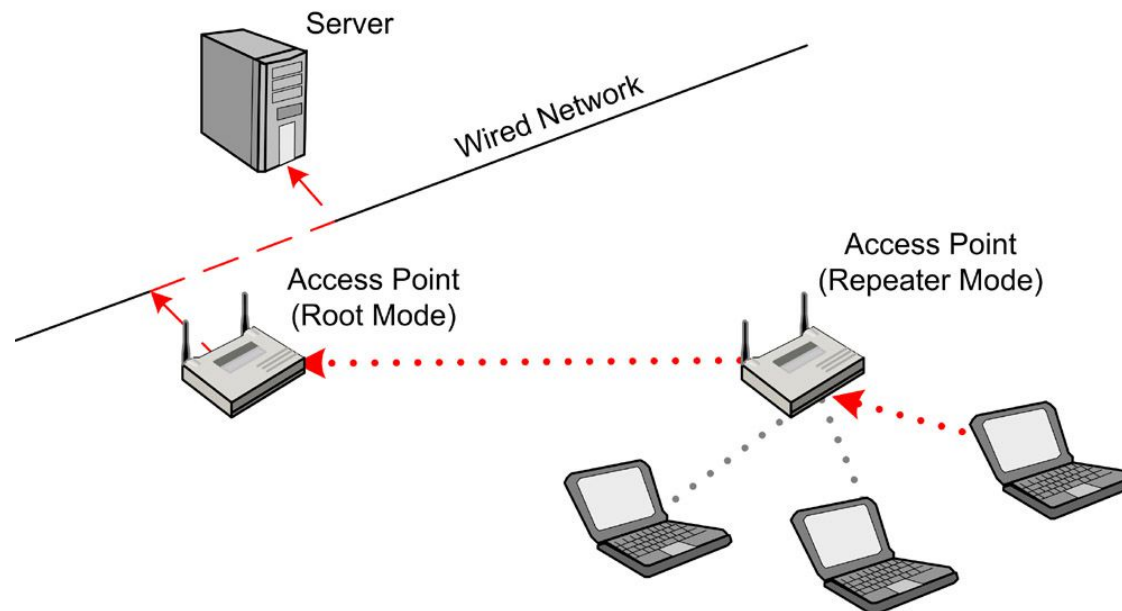 Server
Wired Network
Access Point
(Root Mode)
Access Point
(Repeater Mode)